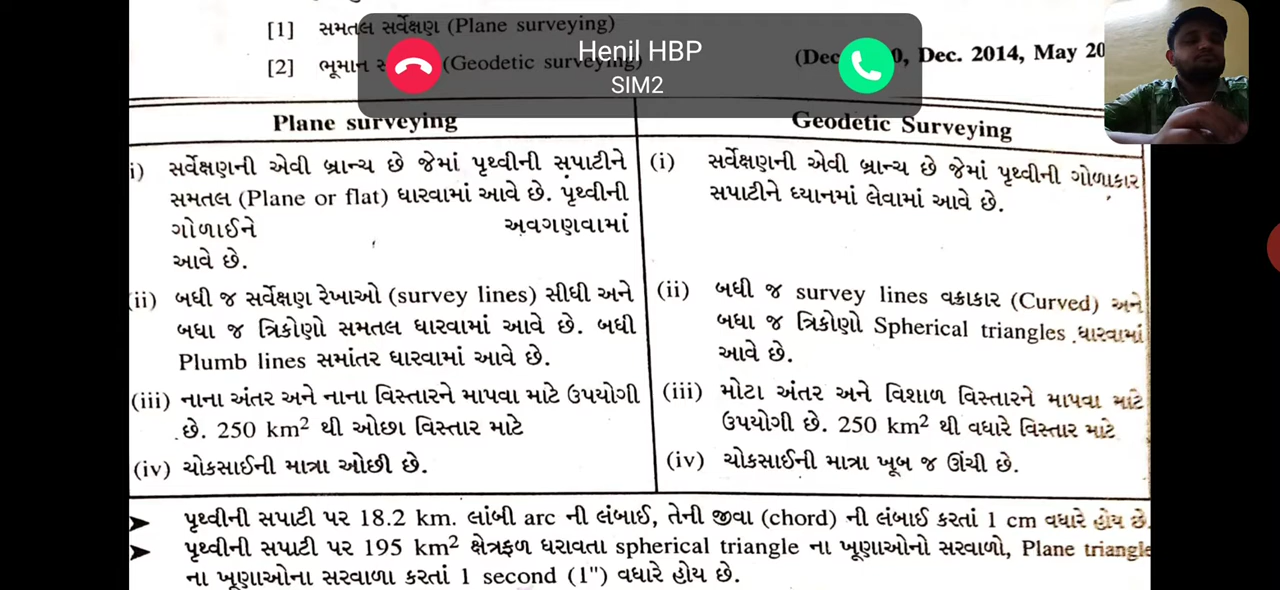 [1] સમતલ સર્વેક્ષણ (Plane surveying)
[2] ભૂમાન (Geodetic surveying)
(Dec. Dec. 2014, May 20
Henil HBP
SIM2
Plane surveying
i) સર્વેક્ષણની એવી બ્રાન્ચ છે જેમાં પૃથ્વીની સપાટીને
સમતલ (Plane or flat) ધારવામાં આવે છે. પૃથ્વીની
ગોળાઈને અવગણવામાં
આવે છે.
(ii) બધી જ સર્વેક્ષણ રેખાઓ (survey lines) સીધી અને
બધા જ ત્રિકોણો સમતલ ધારવામાં આવે છે. બધી
Plumb lines સમાંતર ધારવામાં આવે છે.
(iii) નાના અંતર અને નાના વિસ્તારને માપવા માટે ઉપયોગી
છે. 250 km² થી ઓછા વિસ્તાર માટે
(iv) ચોકસાઈની માત્રા ઓછી છે.
Geodetic Surveying
(i) સર્વેક્ષણની એવી બ્રાન્ચ છે જેમાં પૃથ્વીની ગોળાકાર
સપાટીને ધ્યાનમાં લેવામાં આવે છે.
(ii) બધી જ survey lines વક્રાકાર (Curved) અને
બધા જ ત્રિકોણો Spherical triangles ધારવામાં
આવે છે.
(iii) મોટા અંતર અને વિશાળ વિસ્તારને માપવા માટે
ઉપયોગી છે. 250 km² થી વધારે વિસ્તાર માટે
(iv) ચોકસાઈની માત્રા ખૂબ જ ઊંચી છે.
➤ પૃથ્વીની સપાટી પર 18.2 km. લાંબી arc ની લંબાઈ, તેની જીવા (chord) ની લંબાઈ કરતાં 1 cm વધારે હોય છે.
➤ પૃથ્વીની સપાટી પર 195 km² ક્ષેત્રફળ ધરાવતા spherical triangle ના ખૂણાઓનો સરવાળો, Plane triangle
ના ખૂણાઓના સરવાળા કરતાં 1 second (1") વધારે હોય છે.